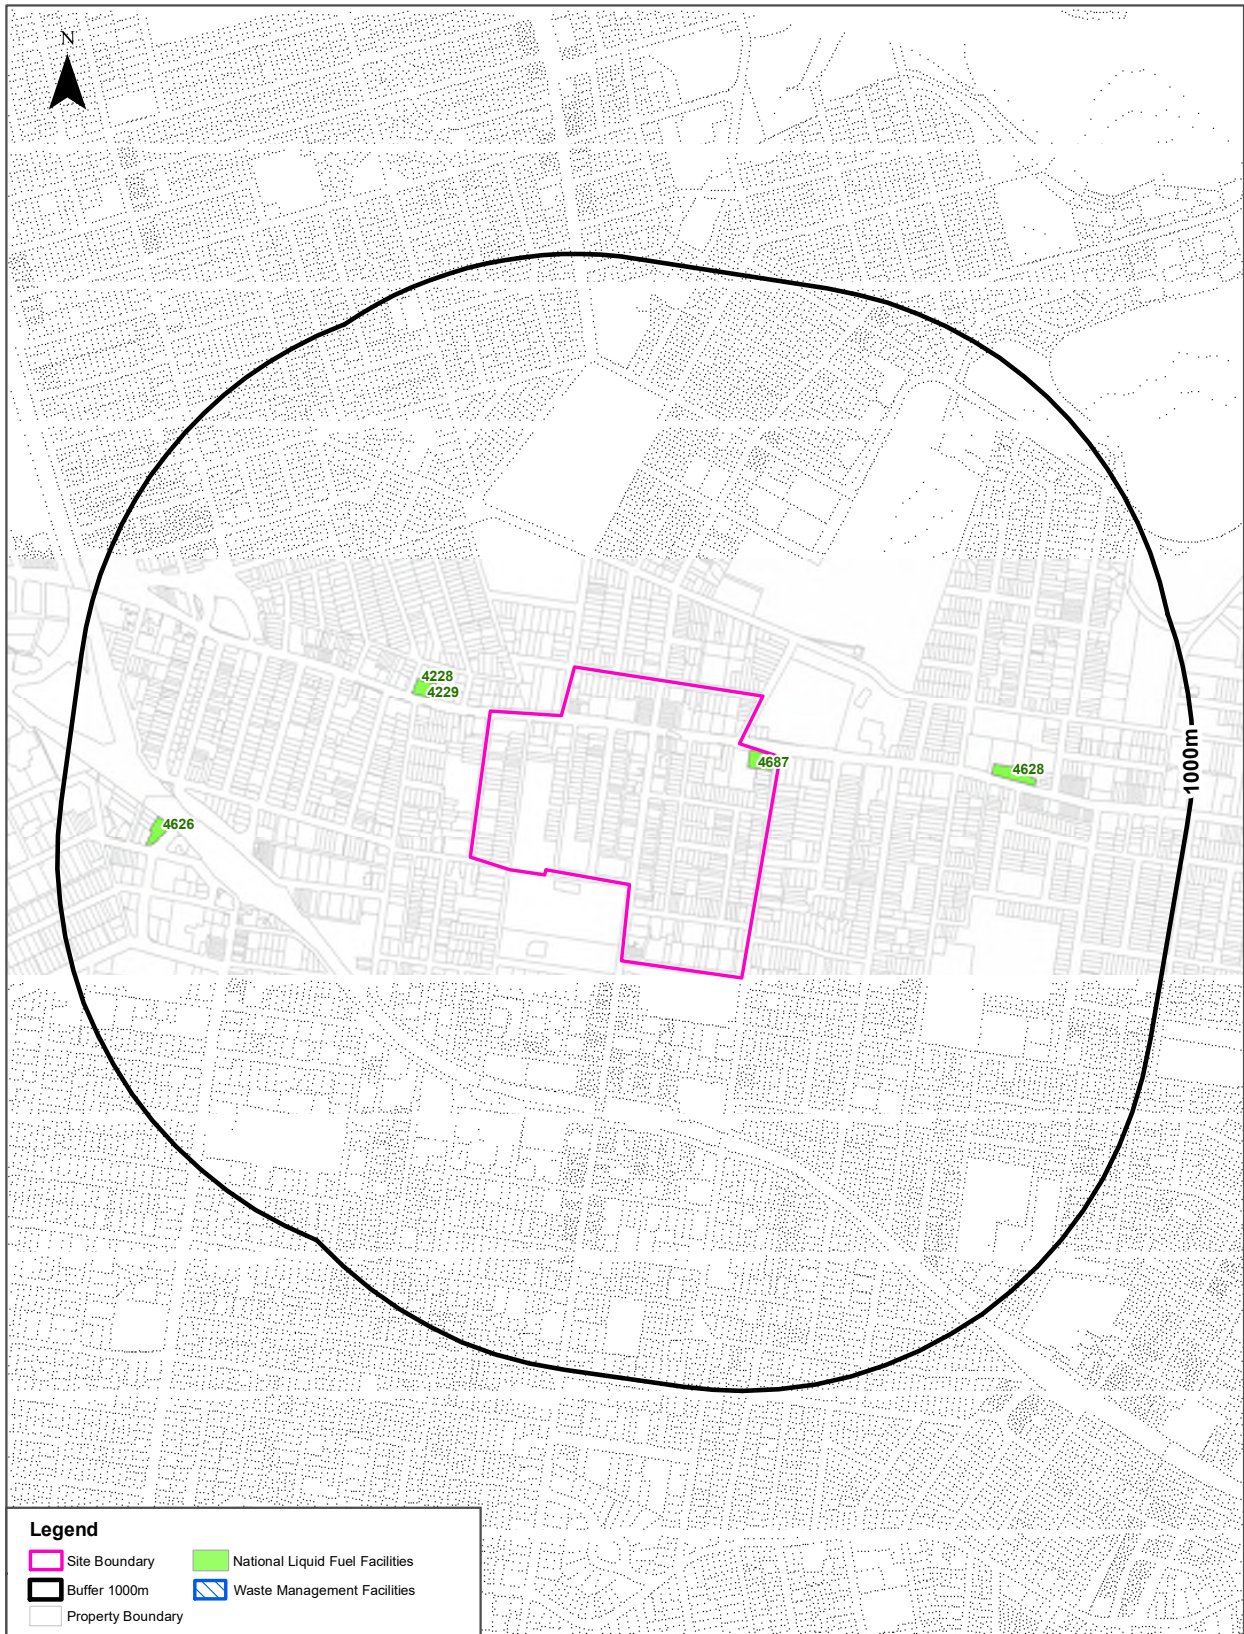 N
4228
4229
4687
4628
1000m
4626
Legend
Site Boundary
National Liquid Fuel Facilities
Buffer 1000m
Waste Management Facilities
Property Boundary